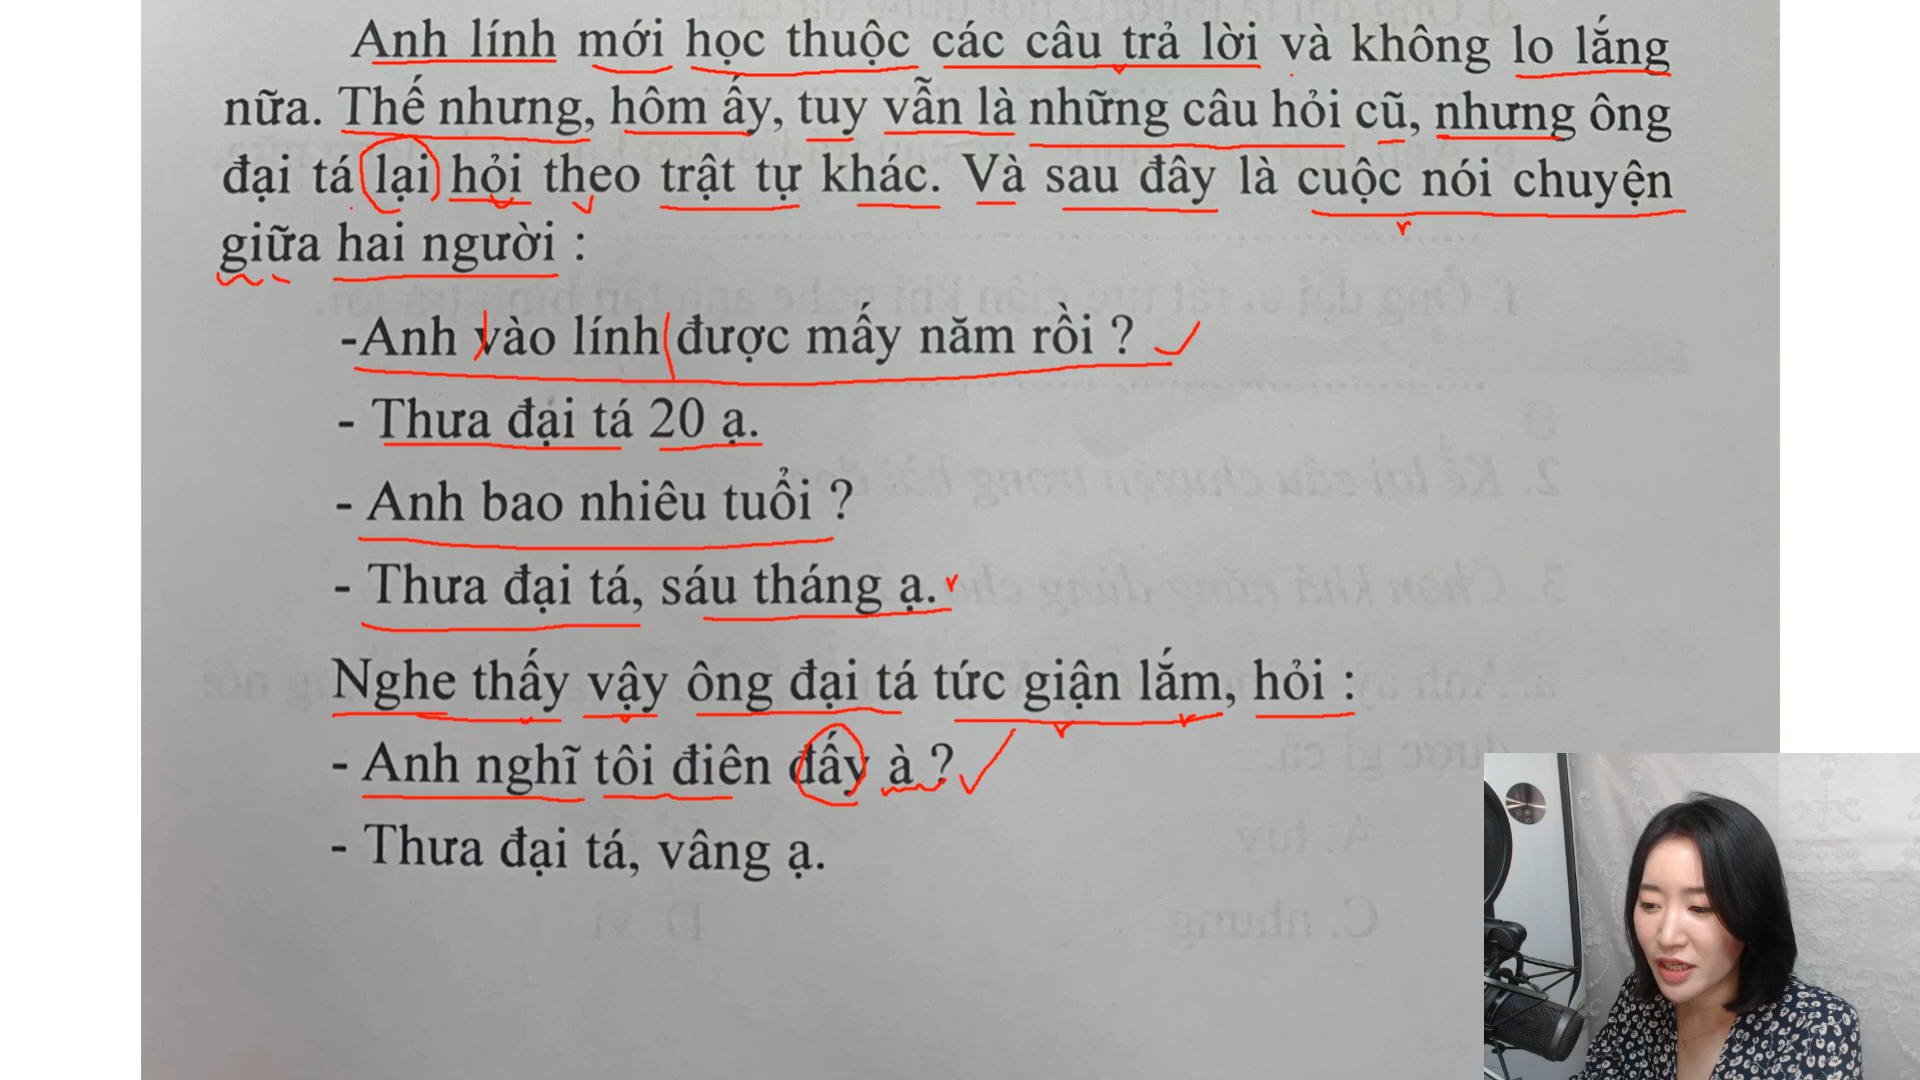 Anh lính mới học thuộc các câu trả lời và không lo lắng
nữa. Thế nhưng, hôm ấy, tuy vẫn là những câu hỏi cũ, nhưng ông
đại tá lại hỏi theo trật tự khác. Và sau đây là cuộc nói chuyện
giữa hai người :
-Anh vào lính được mấy năm rồi ?
- Thưa đại tá 20 ạ.
- Anh bao nhiêu tuổi ?
- Thưa đại tá, sáu tháng ạ.
Nghe thấy vậy ông đại tá tức giận lắm, hỏi :
- Anh nghĩ tôi điên đấy à ?
- Thưa đại tá, vâng ạ.